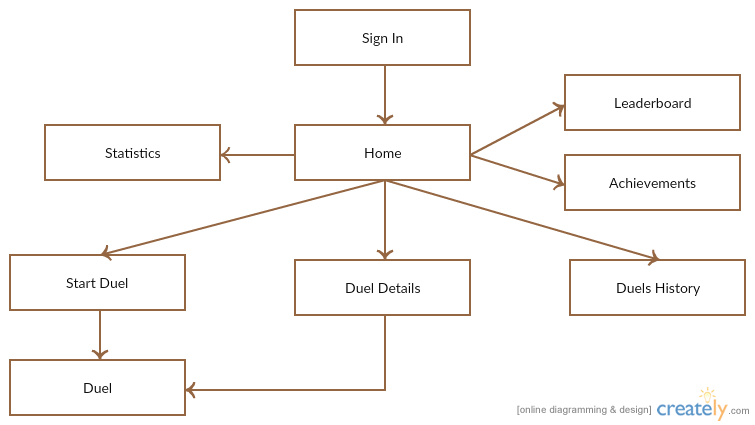 Sign In
Leaderboard
Statistics
Home
Achievements
Start Duel
Duel Details
Duels History
Duel
[online diagramming & design] creately.com